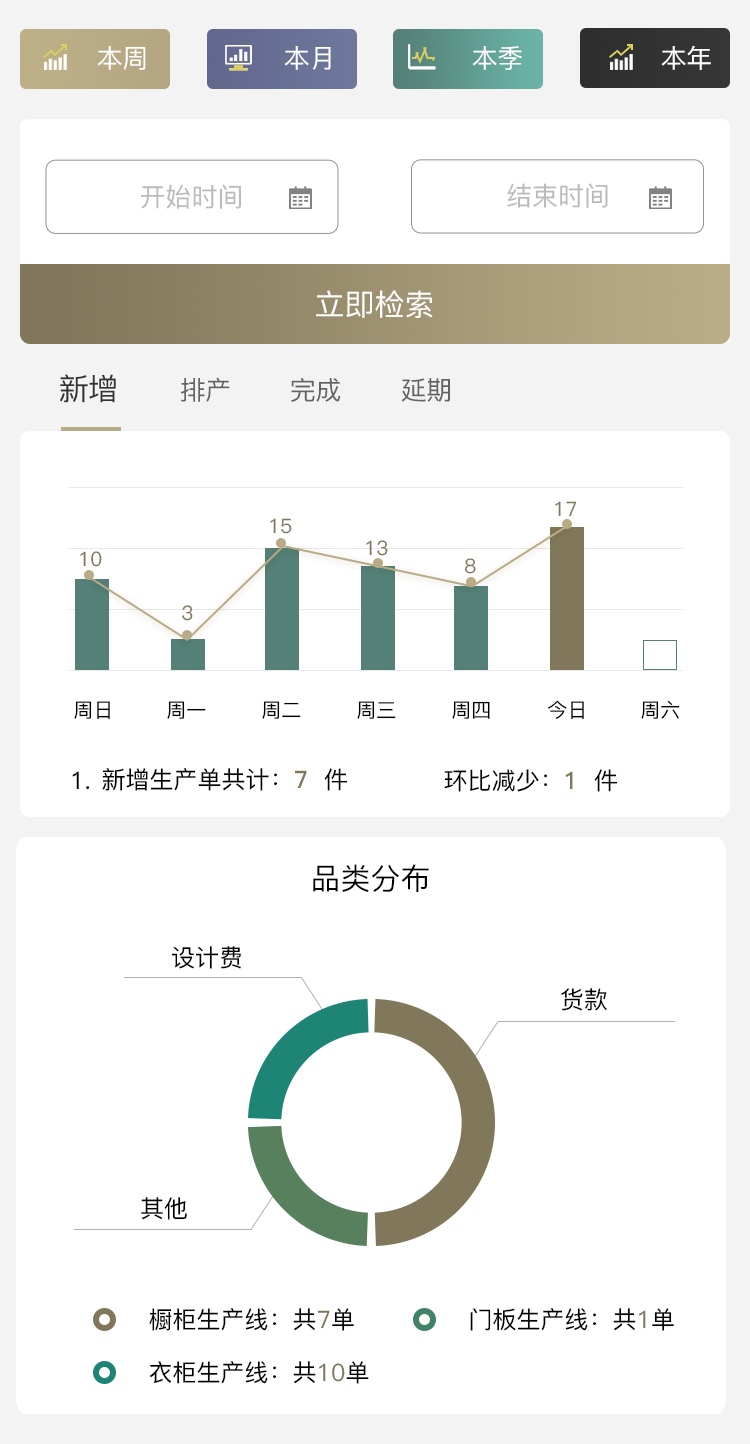 本周 本月 本季 本年
开始时间 结束时间
立即检索
新增 排产 完成 延期
10 3 15 13 8 17
周日 周一 周二 周三 周四 今日 周六
1. 新增生产单共计：7 件 环比减少：1 件
品类分布
设计费
货款
其他
橱柜生产线：共7单 门板生产线：共1单
衣柜生产线：共10单